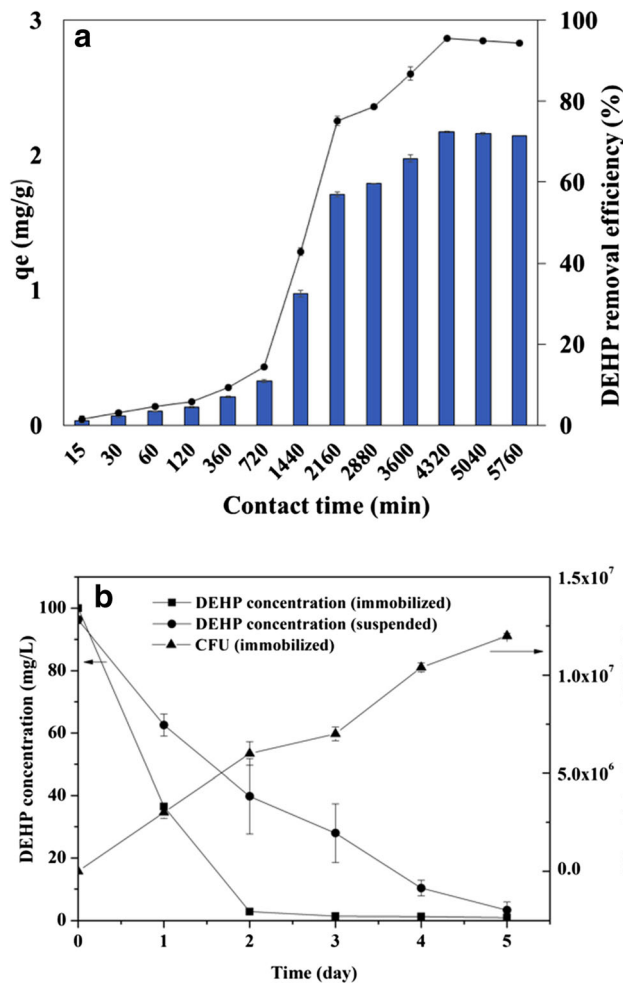 a
3
2
1
0
qe (mg/g)
100
80
60
40
20
0
DEHP removal efficiency (%)
15 30 60 120 360 720 1440 2160 2880 3600 4320 5040 5760
Contact time (min)
b
DEHP concentration (immobilized)
DEHP concentration (suspended)
CFU (immobilized)
100
80
60
40
20
0
DEHP concentration (mg/L)
1.5x10⁷
1.0x10⁷
5.0x10⁶
0.0
0 1 2 3 4 5
Time (day)